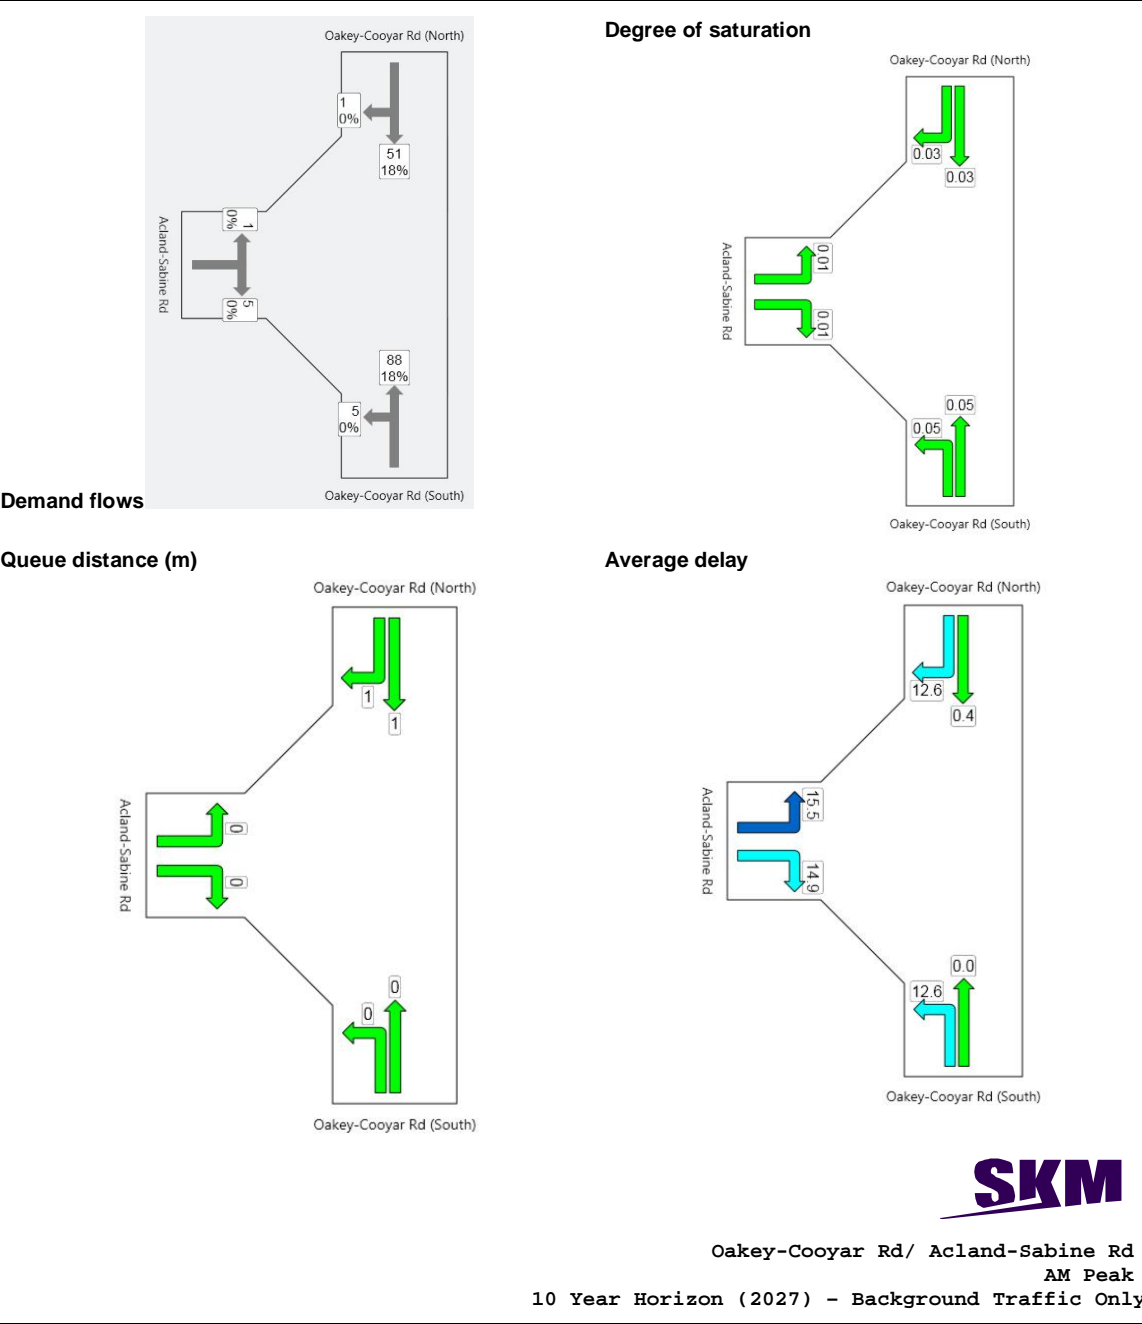 Oakey-Cooyar Rd (North)
1
0%
51
18%
Acland-Sabine Rd
1
0%
5
0%
88
18%
5
0%
Oakey-Cooyar Rd (South)
Demand flows
Degree of saturation
Oakey-Cooyar Rd (North)
0.03
0.03
Acland-Sabine Rd
0.01
0.01
0.05
0.05
Oakey-Cooyar Rd (South)
Queue distance (m)
Oakey-Cooyar Rd (North)
1
1
Acland-Sabine Rd
0
0
0
0
Oakey-Cooyar Rd (South)
Average delay
Oakey-Cooyar Rd (North)
12.6
0.4
Acland-Sabine Rd
15.5
14.9
0.0
12.6
Oakey-Cooyar Rd (South)
SKM
Oakey-Cooyar Rd/ Acland-Sabine Rd
AM Peak
10 Year Horizon (2027) – Background Traffic Only